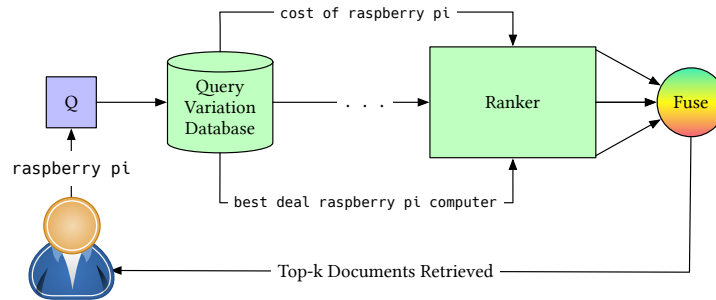 cost of raspberry pi
Q
Query
Variation
Database
. . .
Ranker
Fuse
raspberry pi
best deal raspberry pi computer
Top-k Documents Retrieved